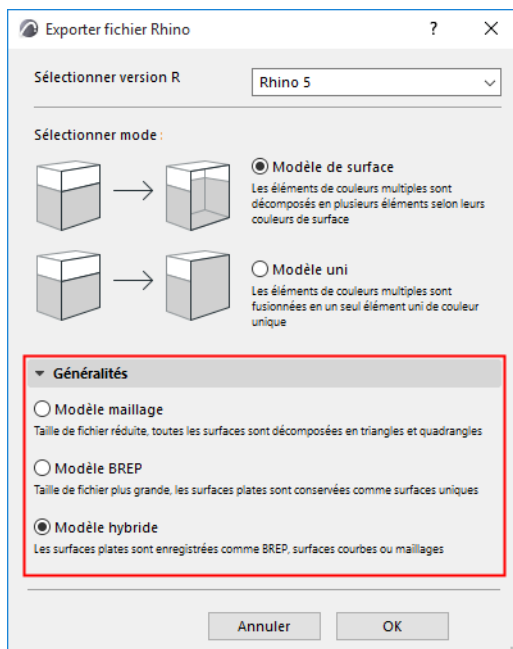 Exporter fichier Rhino
?
Sélectionner version R
Rhino 5
Sélectionner mode :
Modèle de surface
Les éléments de couleurs multiples sont
décomposés en plusieurs éléments selon leurs
couleurs de surface
Modèle uni
Les éléments de couleurs multiples sont
fusionnées en un seul élément uni de couleur
unique
Généralités
Modèle maillage
Taille de fichier réduite, toutes les surfaces sont décomposées en triangles et quadrangles
Modèle BREP
Taille de fichier plus grande, les surfaces plates sont conservées comme surfaces uniques
Modèle hybride
Les surfaces plates sont enregistrées comme BREP, surfaces courbes ou maillages
Annuler
OK